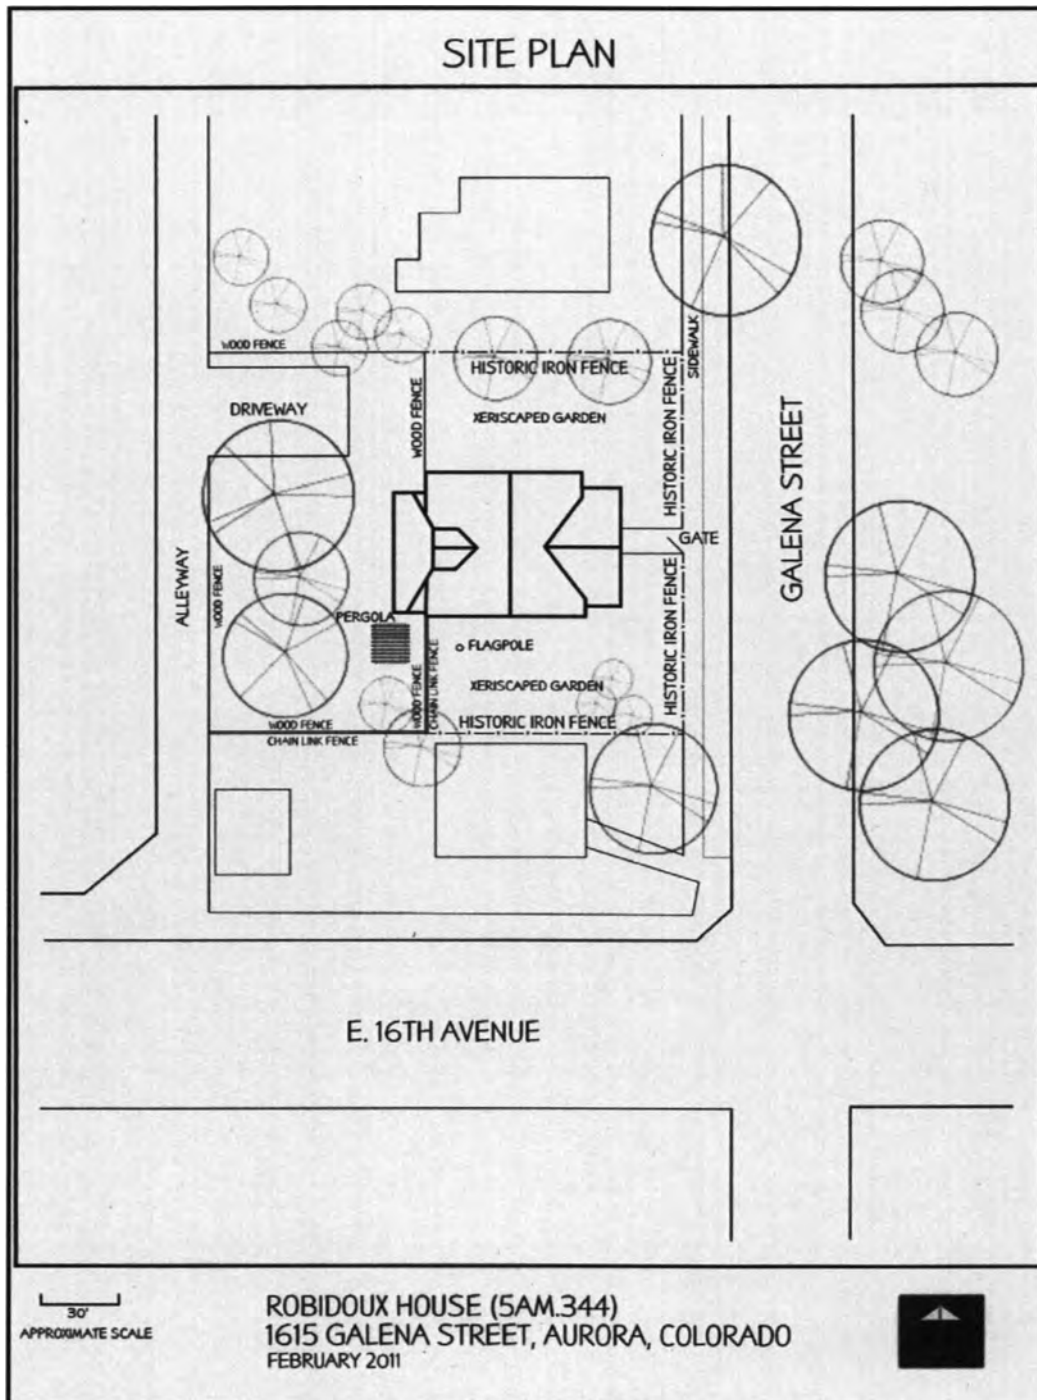 SITE PLAN
WOOD FENCE
HISTORIC IRON FENCE
SIDEWALK
DRIVEWAY
WOOD FENCE
XERISCAPED GARDEN
HISTORIC IRON FENCE
GALENA STREET
GATE
ALLEYWAY
WOOD FENCE
PERGOLA
FLAGPOLE
HISTORIC IRON FENCE
WOOD FENCE
CHAIN LINK FENCE
XERISCAPED GARDEN
HISTORIC IRON FENCE
WOOD FENCE
CHAIN LINK FENCE
E. 16TH AVENUE
30'
APPROXIMATE SCALE
ROBIDOUX HOUSE (5AM.344)
1615 GALENA STREET, AURORA, COLORADO
FEBRUARY 2011